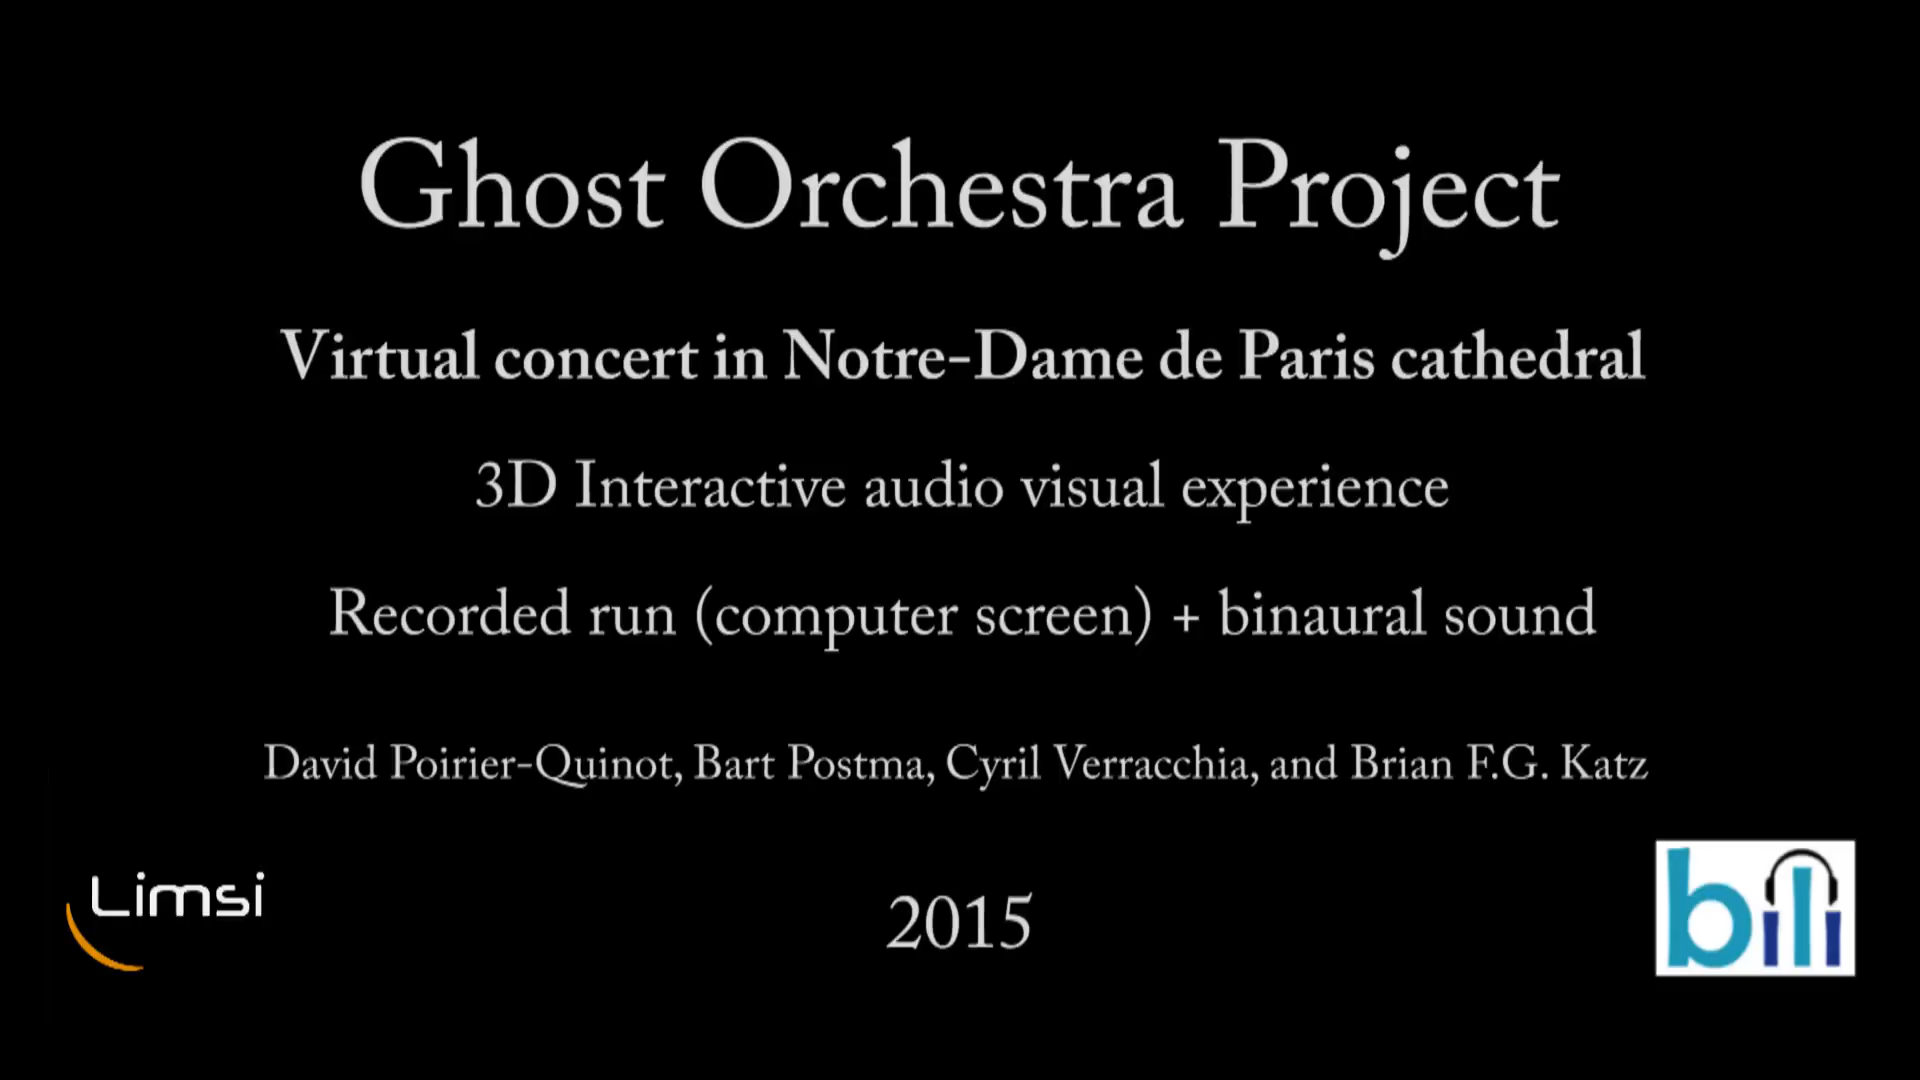 Ghost Orchestra Project
Virtual concert in Notre-Dame de Paris cathedral
3D Interactive audio visual experience
Recorded run (computer screen) + binaural sound
David Poirier-Quinot, Bart Postma, Cyril Verracchia, and Brian F.G. Katz
Limsi
2015
bili